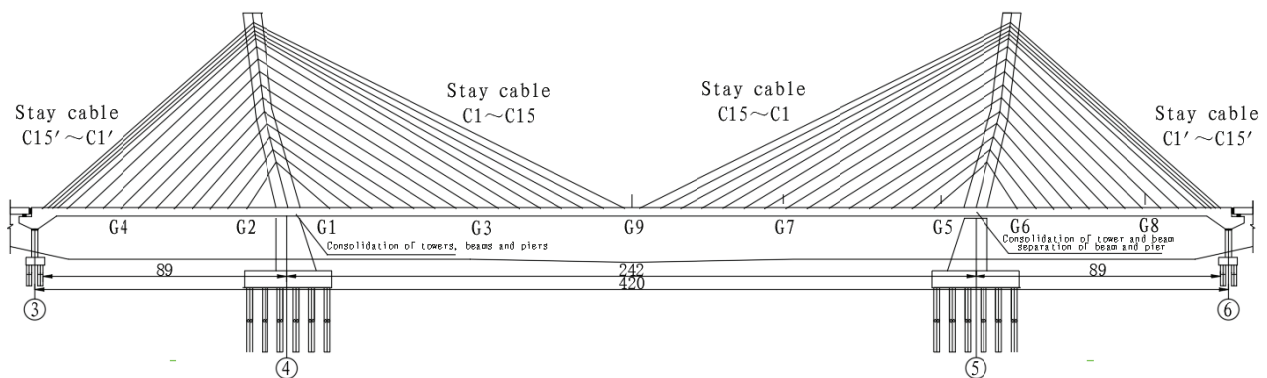 Stay cable
C15'~C1'
Stay cable
C1~C15
Stay cable
C15~C1
Stay cable
C1'~C15'
G4
G2
G1
G3
G9
G7
G5
G6
G8
Consolidation of towers, beams and piers
Consolidation of tower and beam
separation of beam and pier
89
242
89
420
3
4
5
6